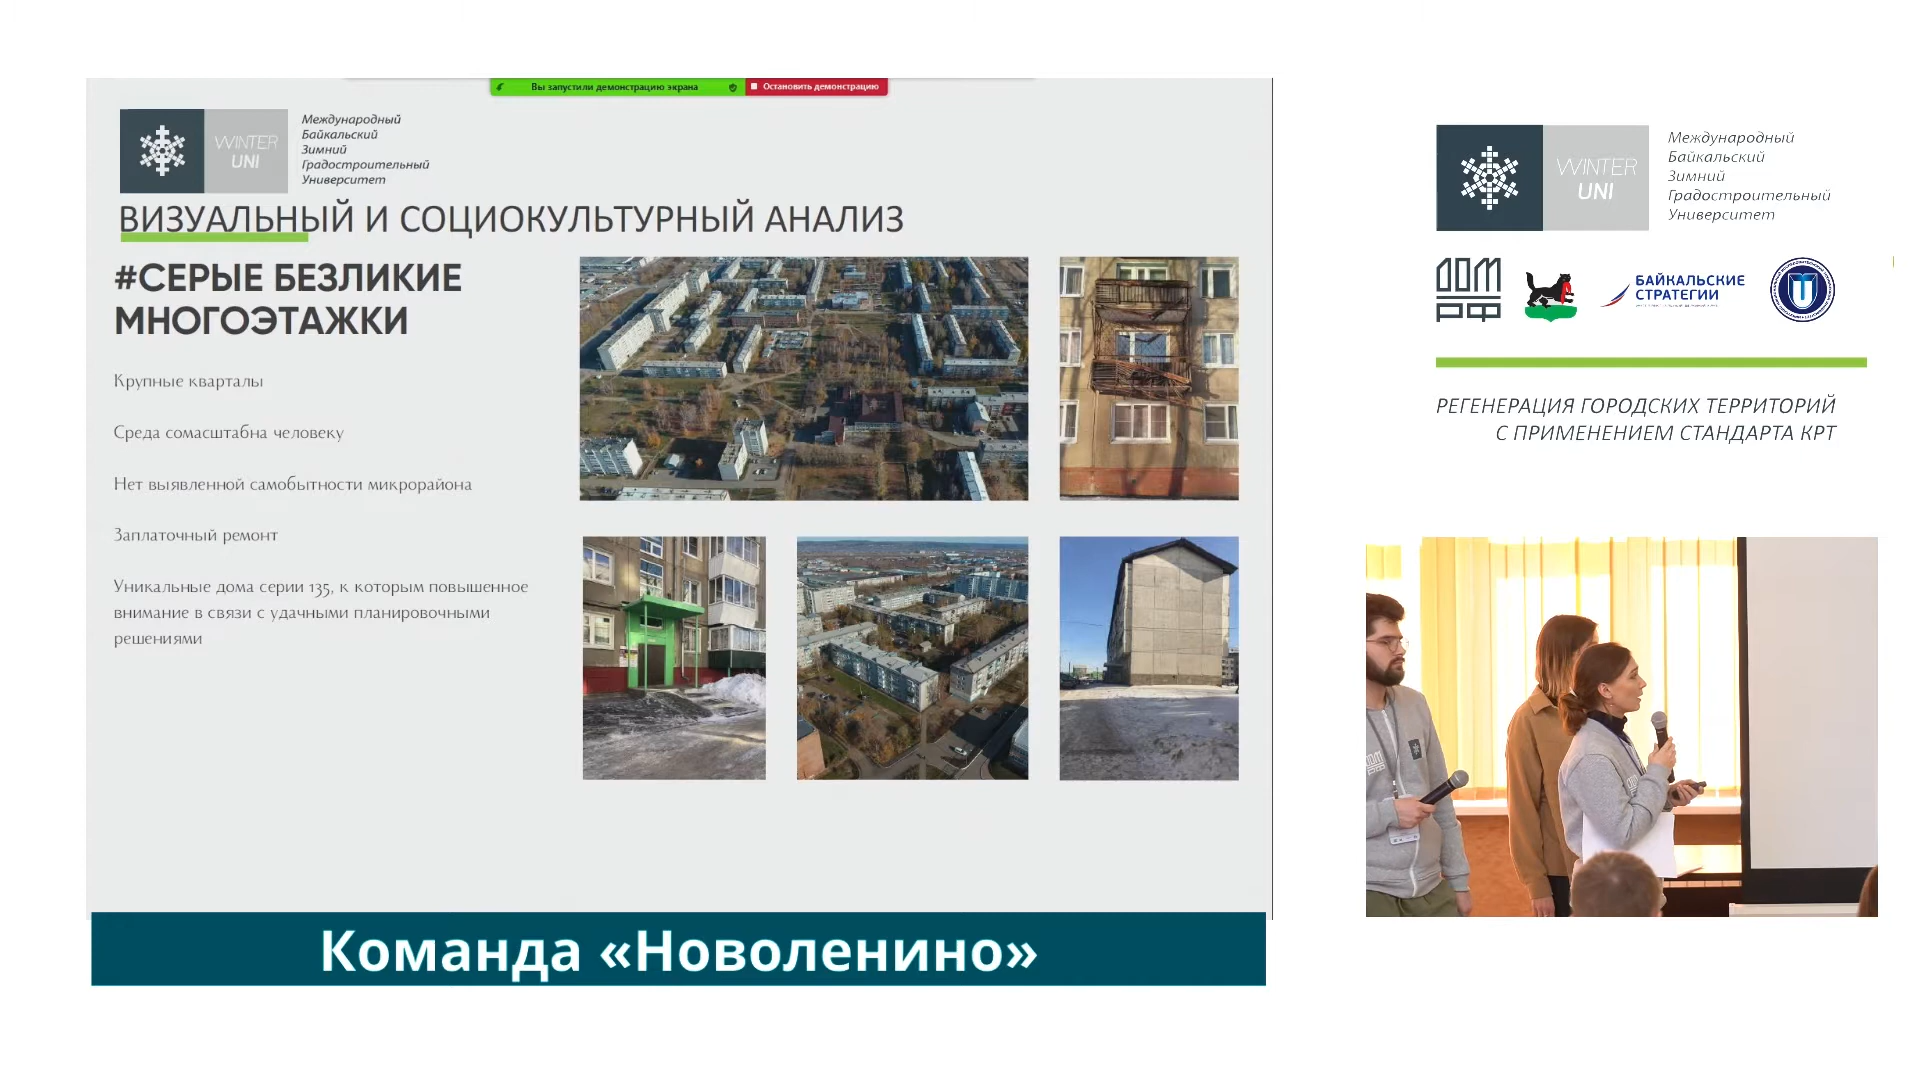 Вы запустили демонстрацию экрана
Остановить демонстрацию
WINTER
UNI
Международный
Байкальский
Зимний
Градостроительный
Университет
ВИЗУАЛЬНЫЙ И СОЦИОКУЛЬТУРНЫЙ АНАЛИЗ
#СЕРЫЕ БЕЗЛИКИЕ
МНОГОЭТАЖКИ
Крупные кварталы
Среда сомасштабна человеку
Нет выявленной самобытности микрорайона
Заплаточный ремонт
Уникальные дома серии 135, к которым повышенное
внимание в связи с удачными планировочными
решениями
Команда «Новоленино»
WINTER
UNI
Международный
Байкальский
Зимний
Градостроительный
Университет
ДОМ
РФ
БАЙКАЛЬСКИЕ
СТРАТЕГИИ
РЕГЕНЕРАЦИЯ ГОРОДСКИХ ТЕРРИТОРИЙ
С ПРИМЕНЕНИЕМ СТАНДАРТА КРТ
ДОМ
РФ